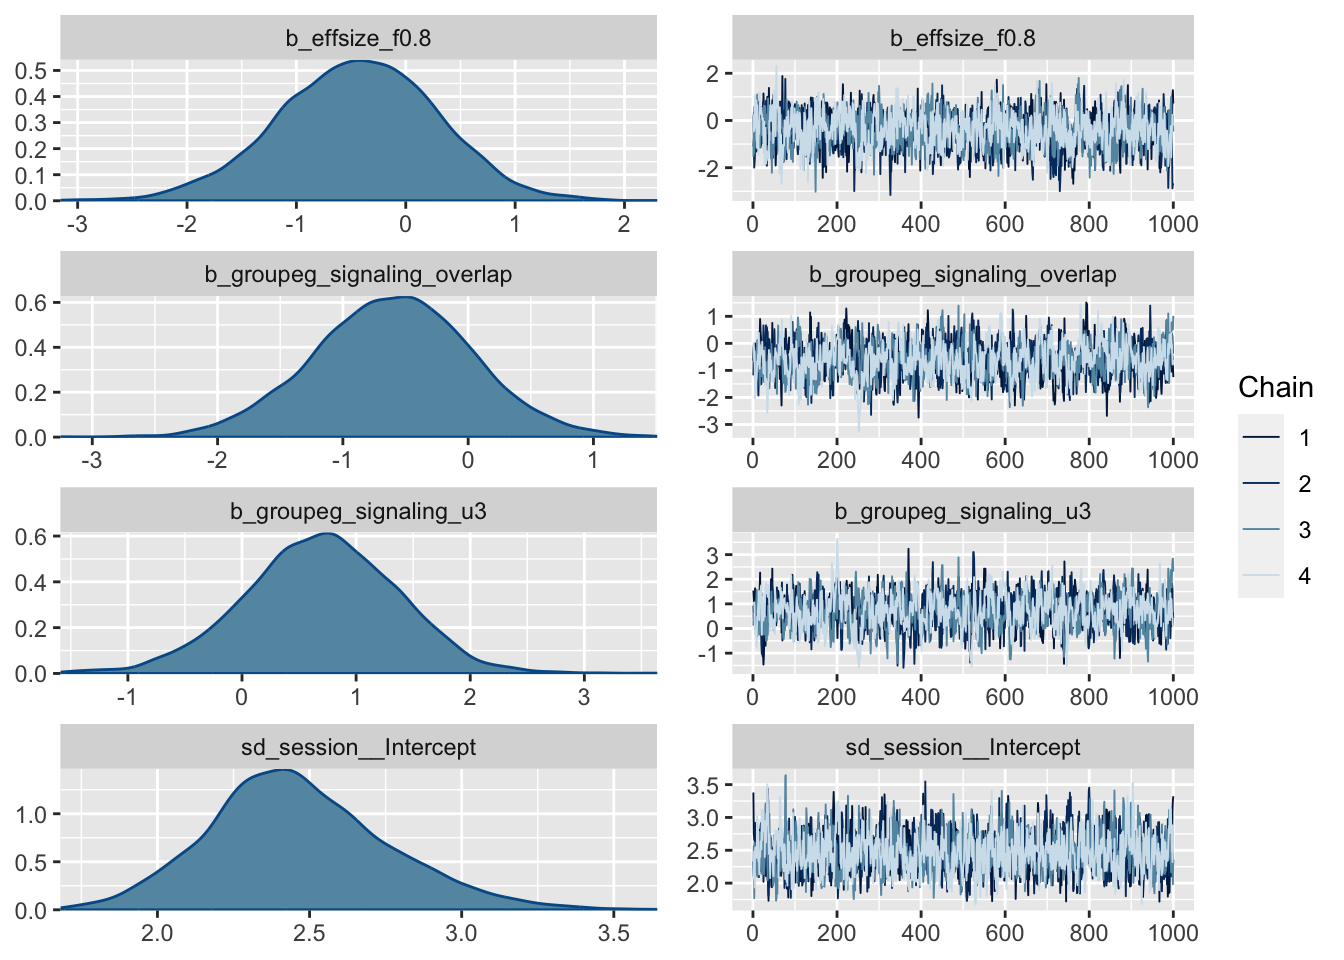 b_effsize_f0.8
0.5
0.4
0.3
0.2
0.1
0.0
-3 -2 -1 0 1 2
b_effsize_f0.8
2
0
-2
0 200 400 600 800 1000
b_groupeg_signaling_overlap
0.6
0.4
0.2
0.0
-3 -2 -1 0 1
b_groupeg_signaling_overlap
1
0
-1
-2
-3
0 200 400 600 800 1000
b_groupeg_signaling_u3
0.6
0.4
0.2
0.0
-1 0 1 2 3
b_groupeg_signaling_u3
3
2
1
0
-1
0 200 400 600 800 1000
sd_session__Intercept
1.0
0.5
0.0
2.0 2.5 3.0 3.5
sd_session__Intercept
3.5
3.0
2.5
2.0
0 200 400 600 800 1000
Chain
1
2
3
4